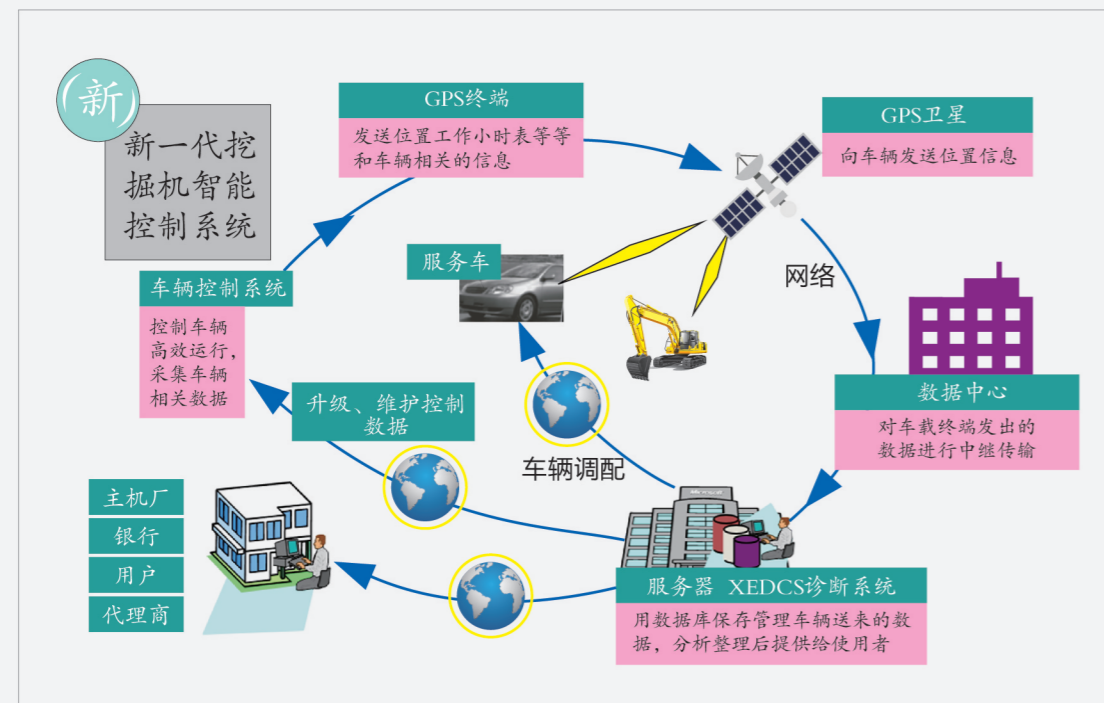 新
新一代挖
掘机智能
控制系统
GPS终端
发送位置工作小时表等等
和车辆相关的信息
GPS卫星
向车辆发送位置信息
服务车
网络
车辆控制系统
控制车辆
高效运行,
采集车辆
相关数据
数据中心
对车载终端发出的
数据进行中继传输
升级、维护控制
数据
车辆调配
主机厂
银行
用户
代理商
服务器 XEDCS诊断系统
用数据库保存管理车辆送来的数
据，分析整理后提供给使用者